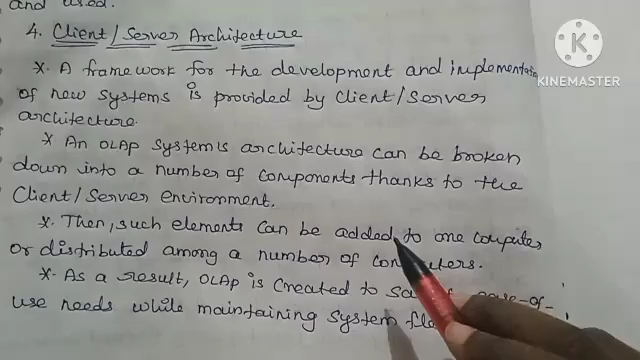 and used.
4. Client/Server Architecture
* A framework for the development and implementa
of new systems is provided by Client/Server
architecture.
* An OLAP system's architecture can be broken
down into a number of components thanks to the
Client/Server environment.
* Then, such elements can be added to one computer
or distributed among a number of computers.
* As a result, OLAP is created to ease-of-
use needs while maintaining system
KINEMASTER